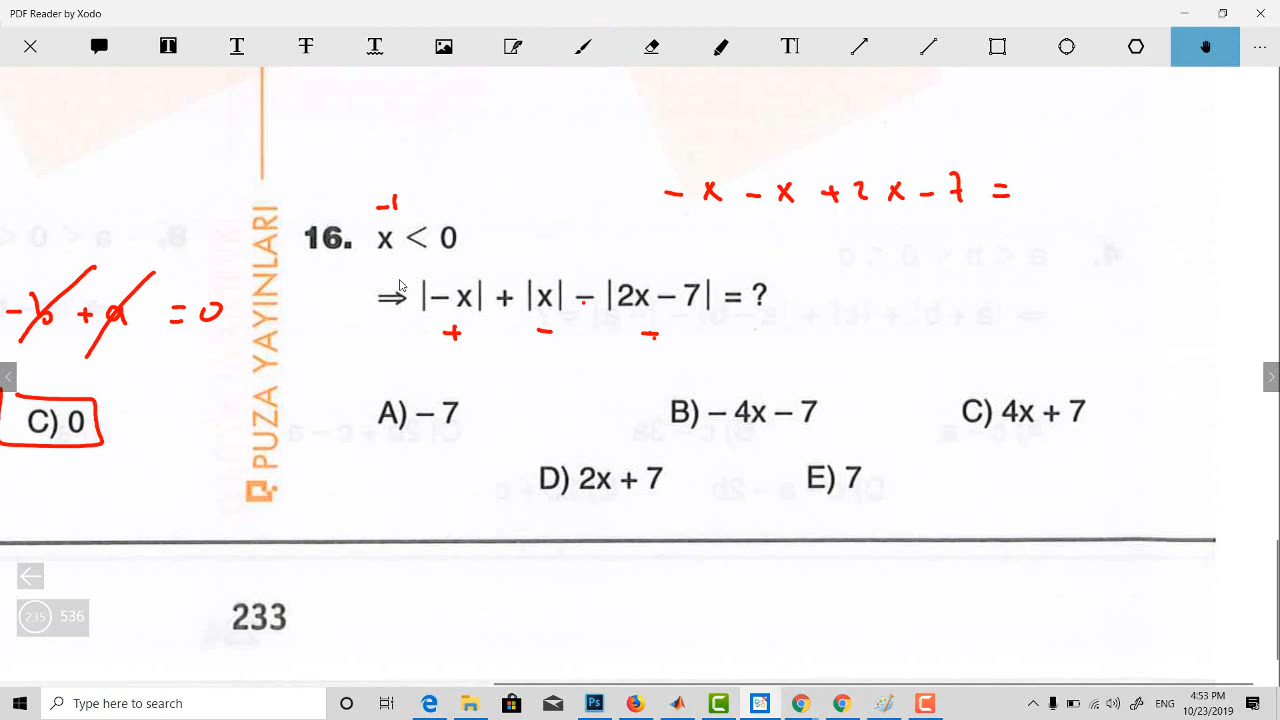 PDF Reader by Xodo
- x - x + 2x - 7 =
-1
16. x < 0
⇒ |– x| + |x| – |2x – 7| = ?
+ - -
- b + a = 0
A) – 7 B) – 4x – 7 C) 4x + 7
D) 2x + 7 E) 7
C) 0
PUZA YAYINLARI
235 536
233
Type here to search
ENG
4:53 PM
10/23/2019